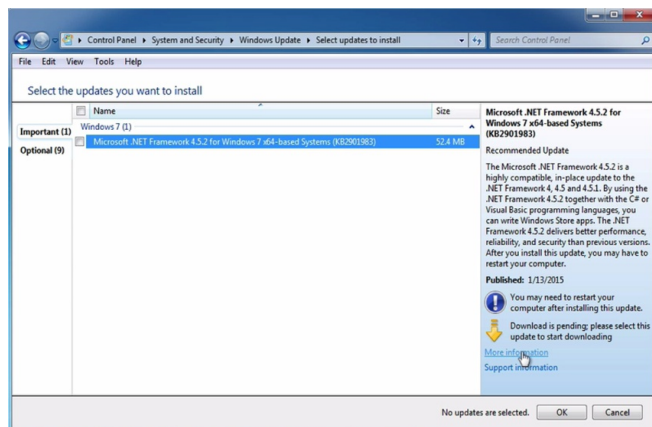 Control Panel ▸ System and Security ▸ Windows Update ▸ Select updates to install
Search Control Panel
File Edit View Tools Help
Select the updates you want to install
Name Size
Important (1)
Optional (9)
Windows 7 (1)
Microsoft .NET Framework 4.5.2 for Windows 7 x64-based Systems (KB2901983) 52.4 MB
Microsoft .NET Framework 4.5.2 for
Windows 7 x64-based Systems
(KB2901983)
Recommended Update
The Microsoft .NET Framework 4.5.2 is a
highly compatible, in-place update to the
.NET Framework 4, 4.5 and 4.5.1. By using the
.NET Framework 4.5.2 together with the C# or
Visual Basic programming languages, you
can write Windows Store apps. The .NET
Framework 4.5.2 delivers better performance,
reliability, and security than previous versions.
After you install this update, you may have to
restart your computer.
Published: 1/13/2015
You may need to restart your
computer after installing this update.
Download is pending; please select this
update to start downloading
More information
Support information
No updates are selected.
OK
Cancel